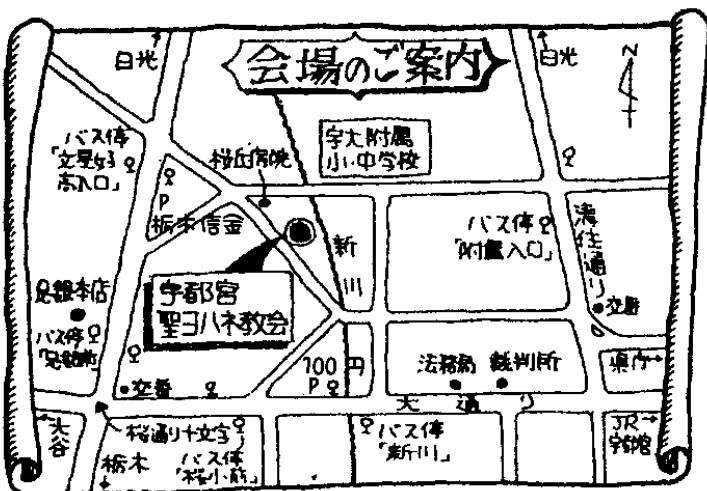 会場のご案内
日光
日光
N
バス停
「文星女子
高入口」
P
栃木信金
桜丘病院
宇大附属
小・中学校
バス停
「附属入口」
清住通り
交番
新川
足銀本店
バス停
「足銀前」
宇都宮
聖ヨハネ教会
交番
100円
P
法務局
裁判所
県庁
大通り
大谷
桜通り十文字
栃木
バス停
「桜小前」
バス停
「新川」
JR
宇都宮